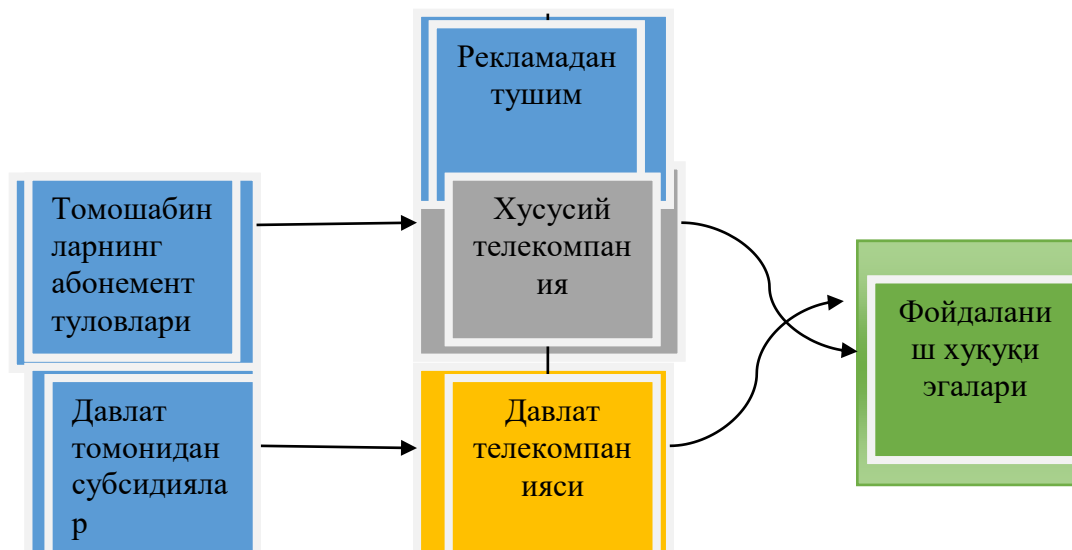 Рекламадан
тушим
Томошабин
ларнинг
абонемент
туловлари
Хусусий
телекомпан
ия
Фойдалани
ш хуқуқи
эгалари
Давлат
томонидан
субсидияла
р
Давлат
телекомпан
ияси